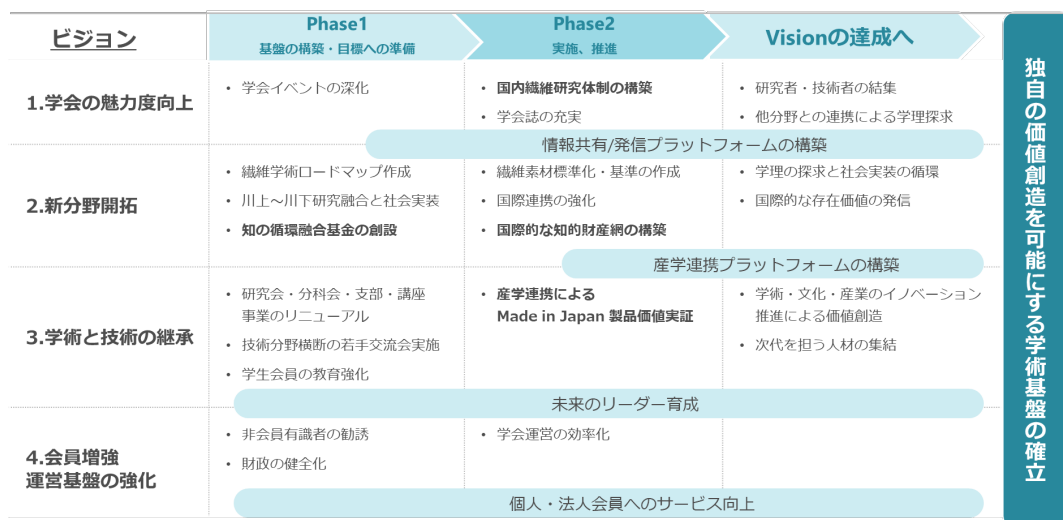 ビジョン
Phase1
基盤の構築・目標への準備
Phase2
実施、推進
Visionの達成へ
1.学会の魅力度向上
• 学会イベントの深化
• 国内繊維研究体制の構築
• 学会誌の充実
• 研究者・技術者の結集
• 他分野との連携による学理探求
情報共有/発信プラットフォームの構築
2.新分野開拓
• 繊維学術ロードマップ作成
• 川上～川下研究融合と社会実装
• 知の循環融合基金の創設
• 繊維素材標準化・基準の作成
• 国際連携の強化
• 国際的な知的財産網の構築
• 学理の探求と社会実装の循環
• 国際的な存在価値の発信
産学連携プラットフォームの構築
3.学術と技術の継承
• 研究会・分科会・支部・講座
事業のリニューアル
• 技術分野横断の若手交流会実施
• 学生会員の教育強化
• 産学連携による
Made in Japan 製品価値実証
• 学術・文化・産業のイノベーション
推進による価値創造
• 次代を担う人材の集結
未来のリーダー育成
4.会員増強
運営基盤の強化
• 非会員有識者の勧誘
• 財政の健全化
• 学会運営の効率化
個人・法人会員へのサービス向上
独自の価値創造を可能にする学術基盤の確立